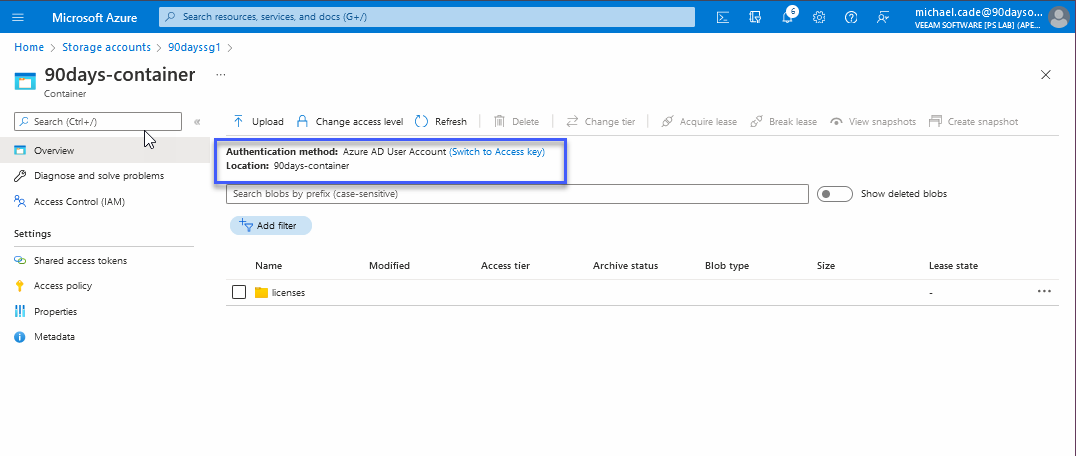 Microsoft Azure
Search resources, services, and docs (G+/)
6
michael.cade@90dayso...
VEEAM SOFTWARE [PS LAB] (APE...
Home > Storage accounts > 90dayssg1 >
90days-container ...
Container
Search (Ctrl+/)
«
Overview
Diagnose and solve problems
Access Control (IAM)
Settings
Shared access tokens
Access policy
Properties
Metadata
Upload Change access level Refresh Delete Change tier Acquire lease Break lease View snapshots Create snapshot
Authentication method: Azure AD User Account (Switch to Access key)
Location: 90days-container
Search blobs by prefix (case-sensitive)
Show deleted blobs
Add filter
Name Modified Access tier Archive status Blob type Size Lease state
licenses - ...